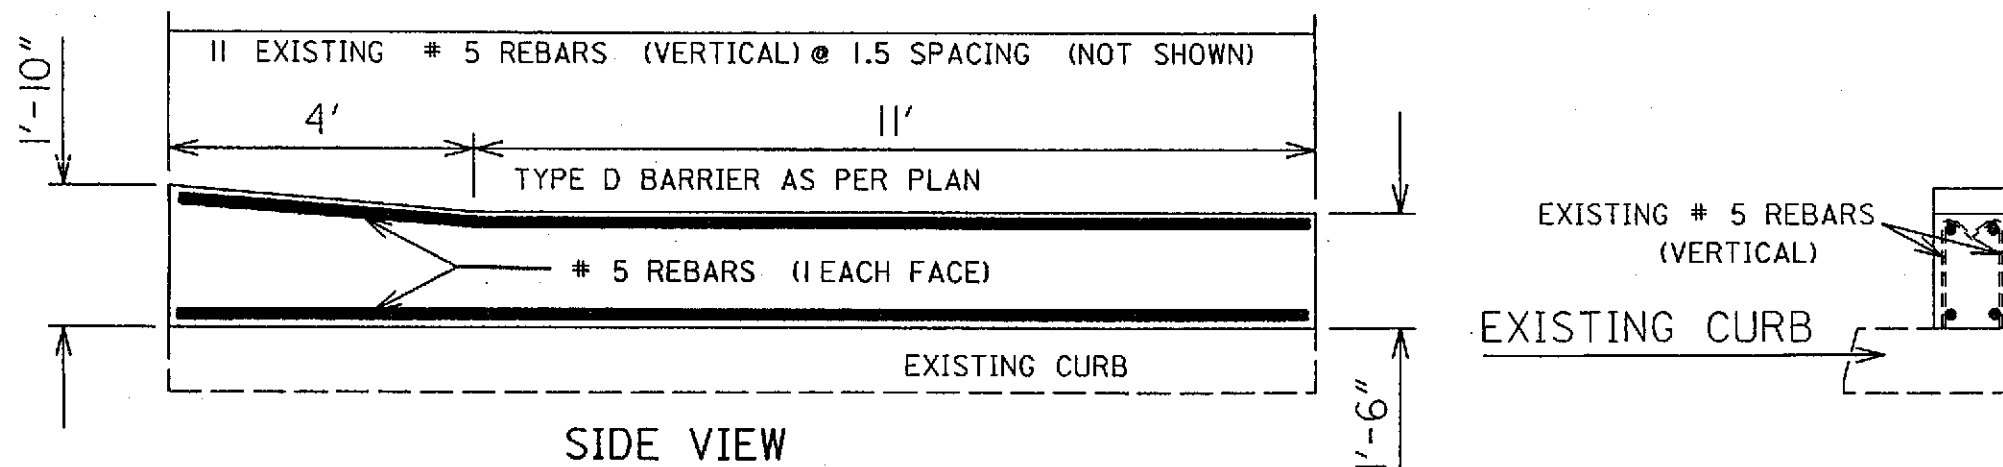 11 EXISTING # 5 REBARS (VERTICAL) @ 1.5 SPACING (NOT SHOWN)
1'-10"
4'
11'
TYPE D BARRIER AS PER PLAN
# 5 REBARS (1 EACH FACE)
EXISTING CURB
1'-6"
SIDE VIEW
EXISTING # 5 REBARS
(VERTICAL)
EXISTING CURB